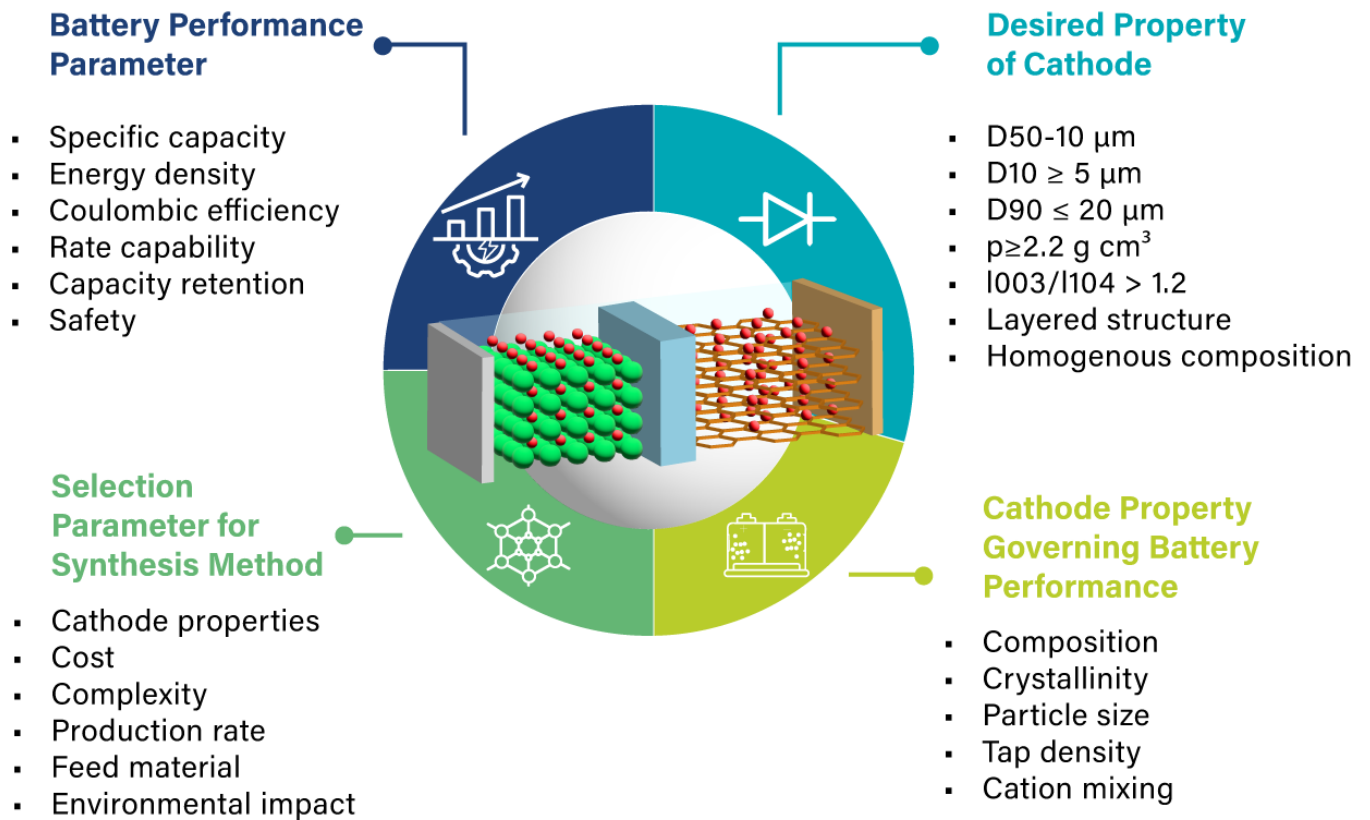 Battery Performance
Parameter
▪ Specific capacity
▪ Energy density
▪ Coulombic efficiency
▪ Rate capability
▪ Capacity retention
▪ Safety
Desired Property
of Cathode
▪ D50-10 μm
▪ D10 ≥ 5 μm
▪ D90 ≤ 20 μm
▪ p≥2.2 g cm³
▪ I003/I104 > 1.2
▪ Layered structure
▪ Homogenous composition
Selection
Parameter for
Synthesis Method
▪ Cathode properties
▪ Cost
▪ Complexity
▪ Production rate
▪ Feed material
▪ Environmental impact
Cathode Property
Governing Battery
Performance
▪ Composition
▪ Crystallinity
▪ Particle size
▪ Tap density
▪ Cation mixing